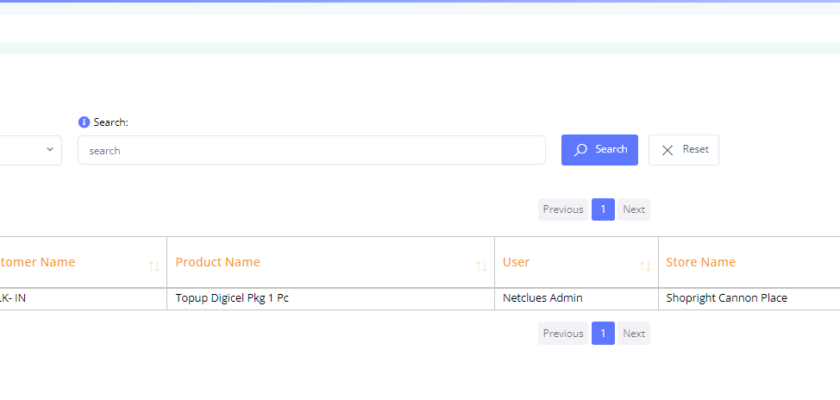 Search:
search
Search
Reset
Previous 1 Next
tomer Name
Product Name
User
Store Name
K- IN
Topup Digicel Pkg 1 Pc
Netclues Admin
Shopright Cannon Place
Previous 1 Next